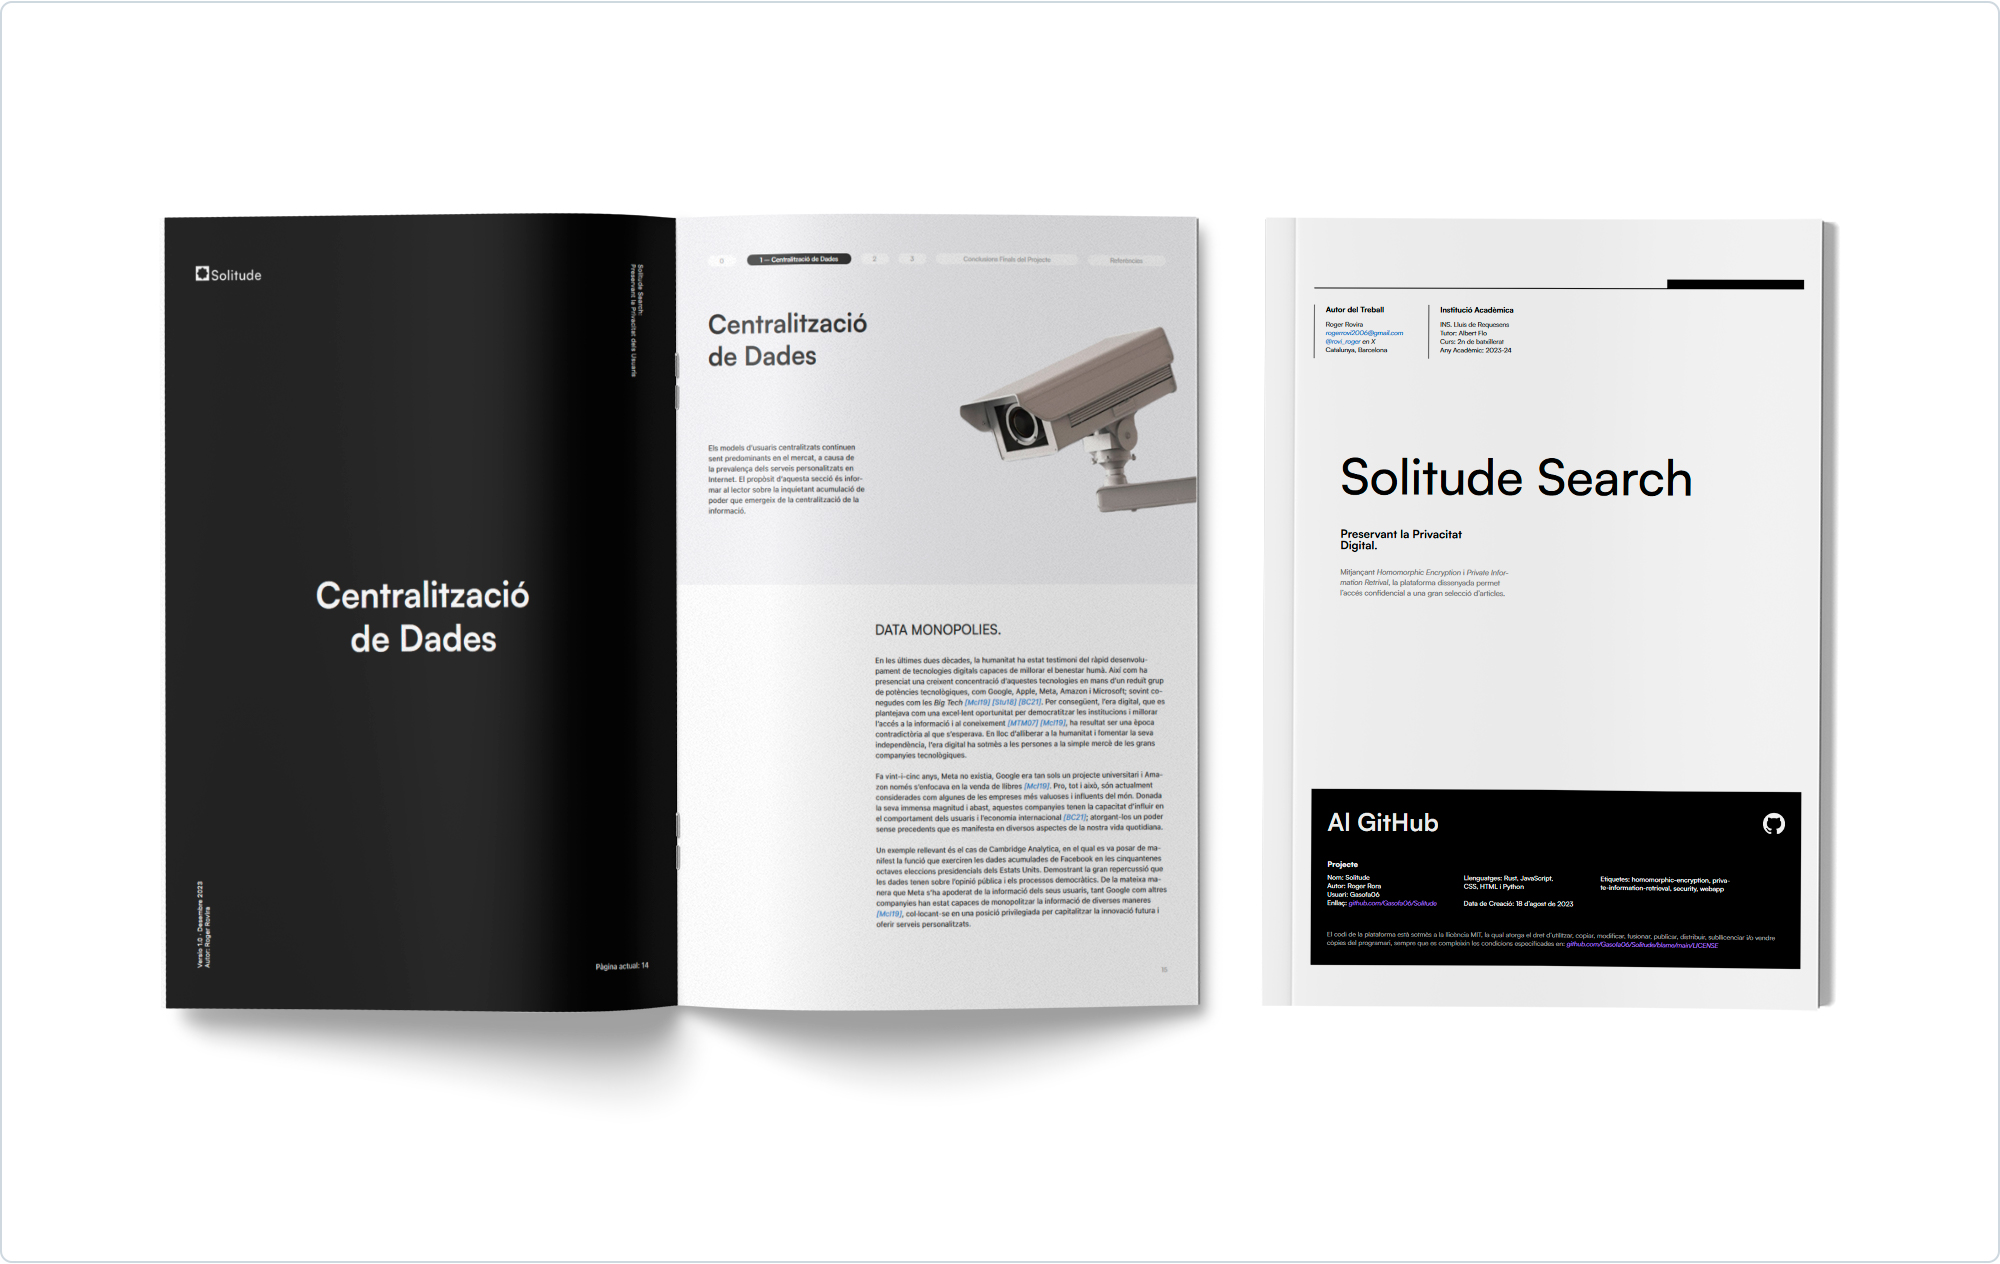 Solitude
Solitude Search:
Preservant la Privacitat dels Usuaris
Centralització
de Dades
Versio 1.0 - Desembre 2023
Autor: Roger Rovira
Pàgina actual: 14
0
1 — Centralització de Dades
2
3
Conclusions Finals del Projecte
Referències
Centralització
de Dades
Els models d'usuaris centralitzats continuen
sent predominants en el mercat, a causa de
la prevalença dels serveis personalitzats en
Internet. El propòsit d'aquesta secció és infor-
mar al lector sobre la inquietant acumulació de
poder que emergeix de la centralització de la
informació.
DATA MONOPOLIES.
En les últimes dues dècades, la humanitat ha estat testimoni del ràpid desenvolu-
pament de tecnologies digitals capaces de millorar el benestar humà. Així com ha
presenciat una creixent concentració d'aquestes tecnologies en mans d'un reduït grup
de potències tecnològiques, com Google, Apple, Meta, Amazon i Microsoft; sovint co-
negudes com les Big Tech [McI19] [Stu18] [BC21]. Per consegüent, l'era digital, que es
plantejava com una excel·lent oportunitat per democratitzar les institucions i millorar
l'accés a la informació i al coneixement [MTM07] [McI19], ha resultat ser una època
contradictòria al que s'esperava. En lloc d'alliberar a la humanitat i fomentar la seva
independència, l'era digital ha sotmès a les persones a la simple mercè de les grans
companyies tecnològiques.
Fa vint-i-cinc anys, Meta no existia, Google era tan sols un projecte universitari i Ama-
zon només s'enfocava en la venda de llibres [McI19]. Pro, tot i això, són actualment
considerades com algunes de les empreses més valuoses i influents del món. Donada
la seva immensa magnitud i abast, aquestes companyies tenen la capacitat d'influir en
el comportament dels usuaris i l'economia internacional [BC21]; atorgant-los un poder
sense precedents que es manifesta en diversos aspectes de la nostra vida quotidiana.
Un exemple rellevant és el cas de Cambridge Analytica, en el qual es va posar de ma-
nifest la funció que exerciren les dades acumulades de Facebook en les cinquantenes
octaves eleccions presidencials dels Estats Units. Demostrant la gran repercussió que
les dades tenen sobre l'opinió pública i els processos democràtics. De la mateixa ma-
nera que Meta s'ha apoderat de la informació dels seus usuaris, tant Google com altres
companyies han estat capaces de monopolitzar la informació de diverses maneres
[McI19], col·locant-se en una posició privilegiada per capitalitzar la innovació futura i
oferir serveis personalitzats.
15
Autor del Treball
Roger Rovira
rogerrovi2006@gmail.com
@rovi_roger en X
Catalunya, Barcelona
Institució Acadèmica
INS. Lluís de Requesens
Tutor: Albert Flo
Curs: 2n de batxillerat
Any Acadèmic: 2023-24
Solitude Search
Preservant la Privacitat
Digital.
Mitjançant Homomorphic Encryption i Private Infor-
mation Retrival, la plataforma dissenyada permet
l'accés confidencial a una gran selecció d'articles.
Al GitHub
Projecte
Nom: Solitude
Autor: Roger Rora
Usuari: Gasofa06
Enllaç: github.com/Gasofa06/Solitude
Llenguatges: Rust, JavaScript,
CSS, HTML i Python
Data de Creació: 18 d'agost de 2023
Etiquetes: homomorphic-encryption, priva-
te-information-retrieval, security, webapp
El codi de la plataforma està sotmès a la llicència MIT, la qual atorga el dret d'utilitzar, copiar, modificar, fusionar, publicar, distribuir, subllicenciar i/o vendre
còpies del programari, sempre que es compleixin les condicions especificades en: github.com/Gasofa06/Solitude/blame/main/LICENSE